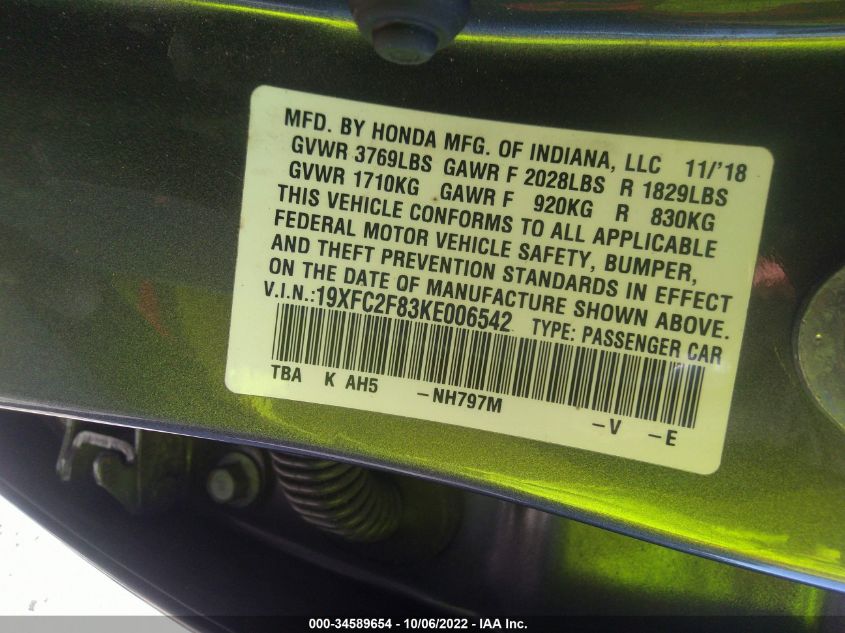 MFD. BY HONDA MFG. OF INDIANA, LLC 11/'18
GVWR 3769LBS GAWR F 2028LBS R 1829LBS
GVWR 1710KG GAWR F 920KG R 830KG
THIS VEHICLE CONFORMS TO ALL APPLICABLE
FEDERAL MOTOR VEHICLE SAFETY, BUMPER,
AND THEFT PREVENTION STANDARDS IN EFFECT
ON THE DATE OF MANUFACTURE SHOWN ABOVE.
V.I.N.:19XFC2F83KE006542 TYPE: PASSENGER CAR
TBA K AH5 -NH797M -V -E
000-34589654 - 10/06/2022 - IAA Inc.